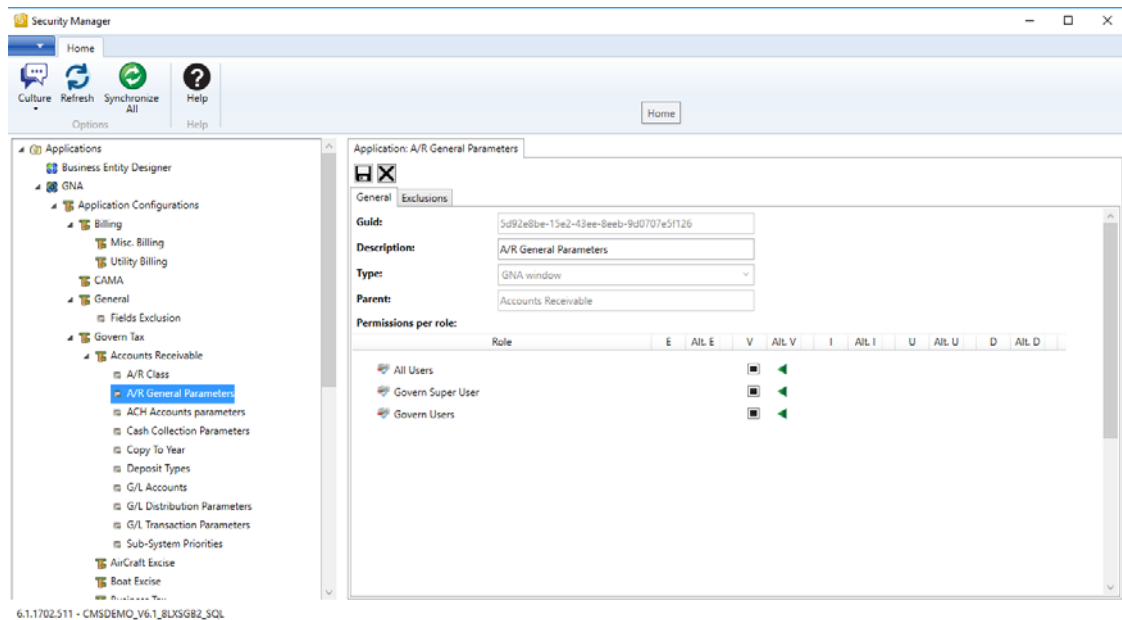 Security Manager
Home
Culture Refresh Synchronize All Help
Options Help
Home
Applications
Business Entity Designer
GNA
Application Configurations
Billing
Misc. Billing
Utility Billing
CAMA
General
Fields Exclusion
Govern Tax
Accounts Receivable
A/R Class
A/R General Parameters
ACH Accounts parameters
Cash Collection Parameters
Copy To Year
Deposit Types
G/L Accounts
G/L Distribution Parameters
G/L Transaction Parameters
Sub-System Priorities
AirCraft Excise
Boat Excise
Application: A/R General Parameters
General Exclusions
Guid: 5d92e8be-15e2-43ee-8eeb-9d0707e5f126
Description: A/R General Parameters
Type: GNA window
Parent: Accounts Receivable
Permissions per role:
Role E Alt. E V Alt. V I Alt. I U Alt. U D Alt. D
All Users
Govern Super User
Govern Users
6.1.1702.511 - CMSDEMO_V6.1_8LXSGB2_SQL